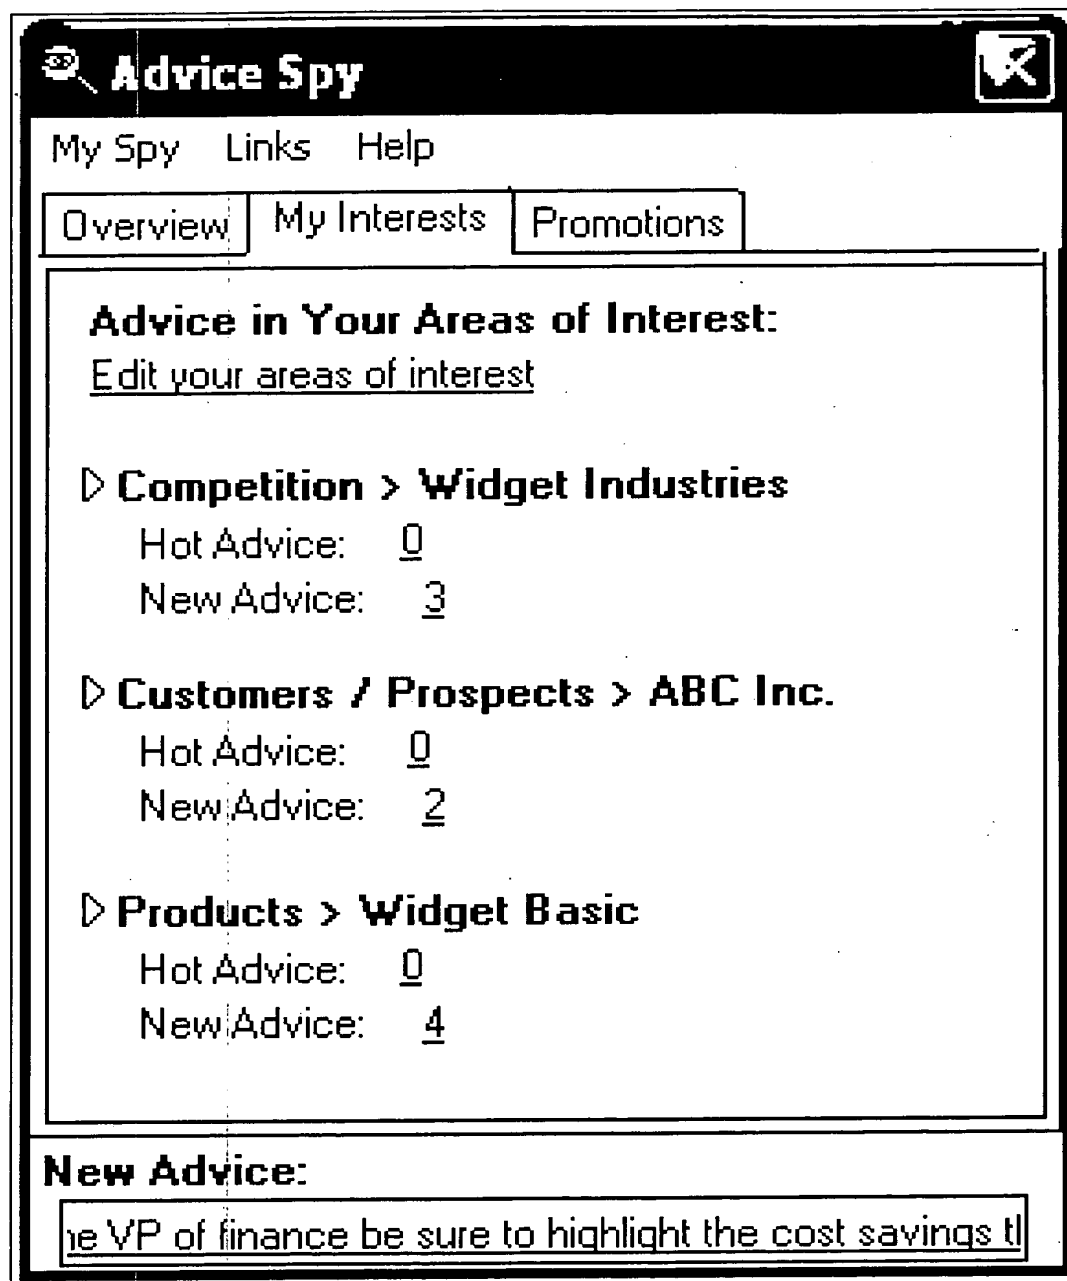 Advice Spy
My Spy Links Help
Overview My Interests Promotions
Advice in Your Areas of Interest:
Edit your areas of interest
Competition > Widget Industries
Hot Advice: 0
New Advice: 3
Customers / Prospects > ABC Inc.
Hot Advice: 0
New Advice: 2
Products > Widget Basic
Hot Advice: 0
New Advice: 4
New Advice:
VP of finance be sure to highlight the cost savings